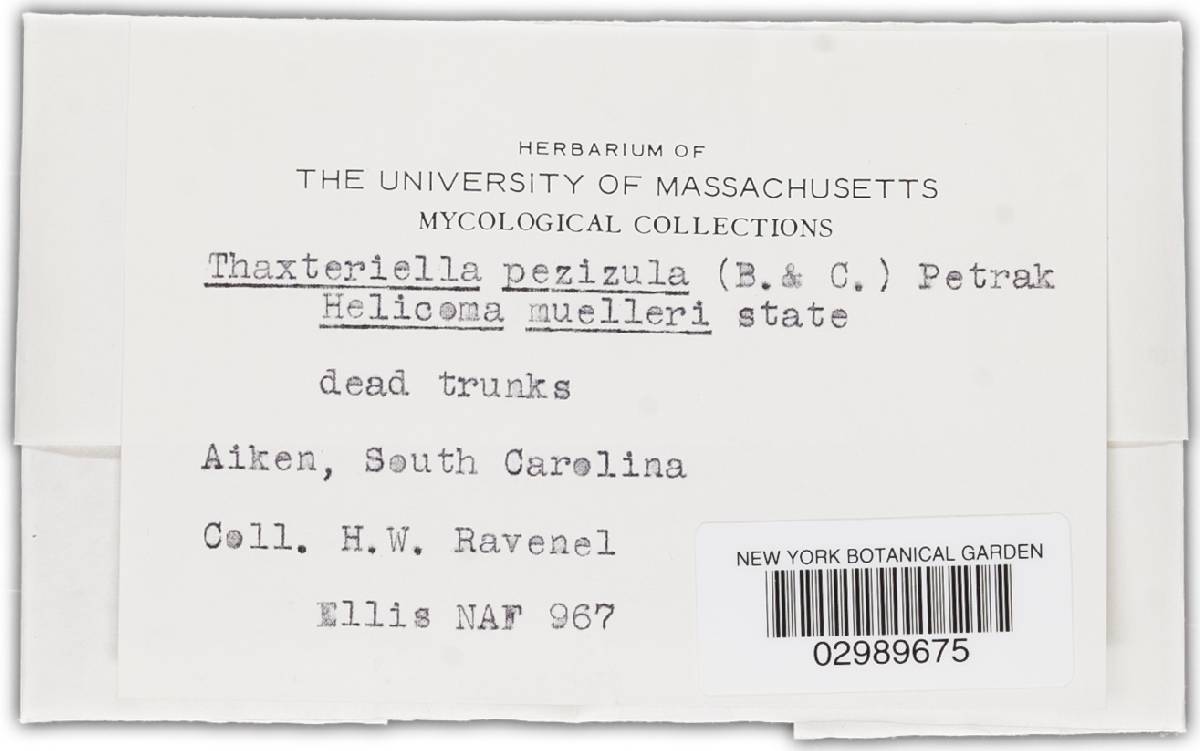 HERBARIUM OF
THE UNIVERSITY OF MASSACHUSETTS
MYCOLOGICAL COLLECTIONS
Thaxteriella pezizula (B.& C.) Petrak
Helicoma muelleri state
dead trunks
Aiken, South Carolina
Coll. H.W. Ravenel
Ellis NAF 967
NEW YORK BOTANICAL GARDEN
02989675